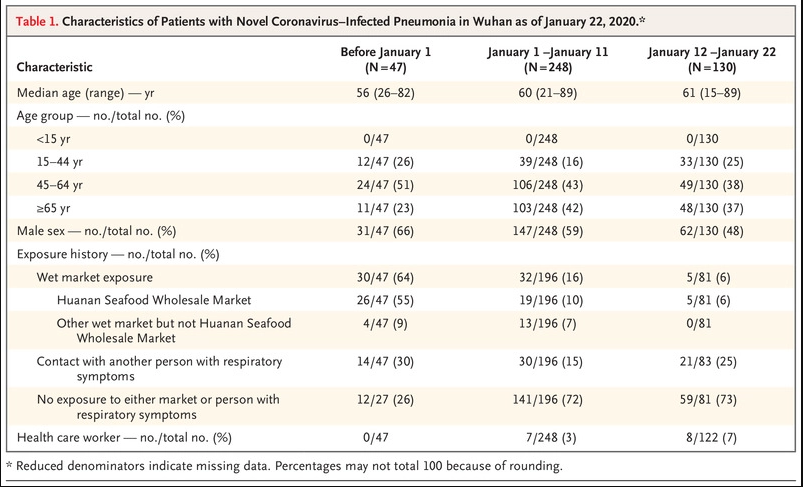 Table 1. Characteristics of Patients with Novel Coronavirus–Infected Pneumonia in Wuhan as of January 22, 2020.*
Characteristic Before January 1 (N=47) January 1 –January 11 (N=248) January 12 –January 22 (N=130)
Median age (range) — yr 56 (26–82) 60 (21–89) 61 (15–89)
Age group — no./total no. (%)
<15 yr 0/47 0/248 0/130
15–44 yr 12/47 (26) 39/248 (16) 33/130 (25)
45–64 yr 24/47 (51) 106/248 (43) 49/130 (38)
≥65 yr 11/47 (23) 103/248 (42) 48/130 (37)
Male sex — no./total no. (%) 31/47 (66) 147/248 (59) 62/130 (48)
Exposure history — no./total no. (%)
Wet market exposure 30/47 (64) 32/196 (16) 5/81 (6)
Huanan Seafood Wholesale Market 26/47 (55) 19/196 (10) 5/81 (6)
Other wet market but not Huanan Seafood 4/47 (9) 13/196 (7) 0/81
Wholesale Market
Contact with another person with respiratory 14/47 (30) 30/196 (15) 21/83 (25)
symptoms
No exposure to either market or person with 12/27 (26) 141/196 (72) 59/81 (73)
respiratory symptoms
Health care worker — no./total no. (%) 0/47 7/248 (3) 8/122 (7)
* Reduced denominators indicate missing data. Percentages may not total 100 because of rounding.